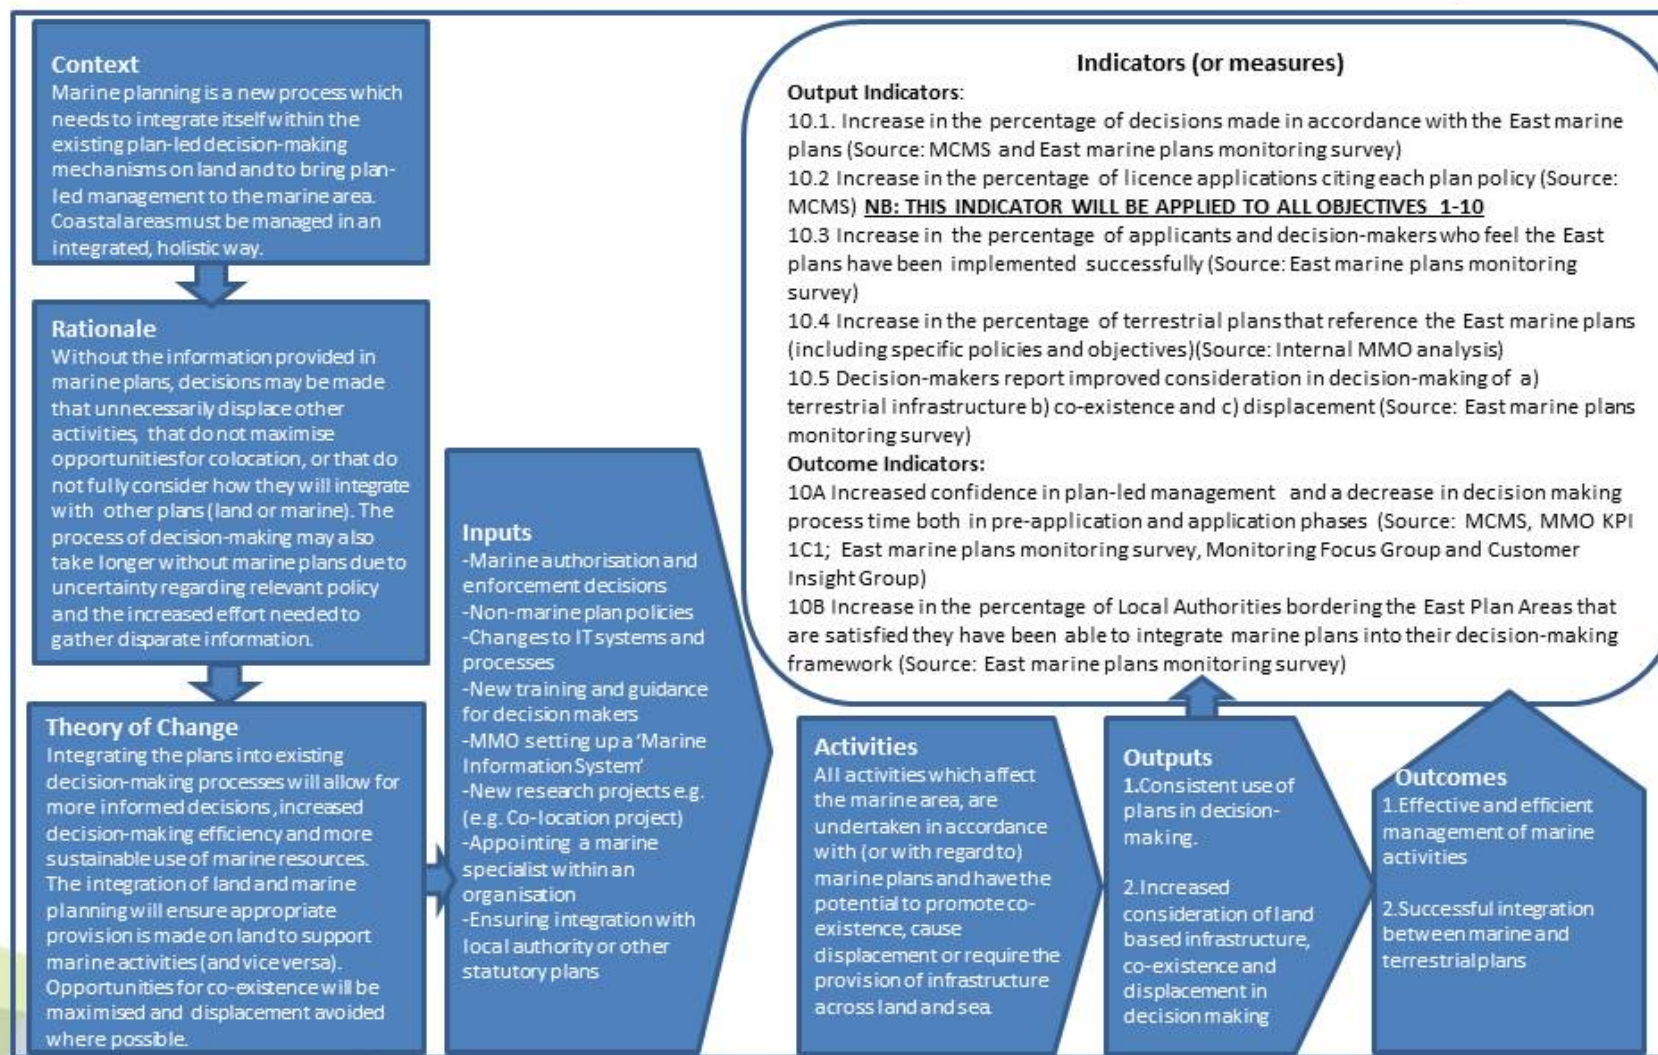 Context
Marine planning is a new process which
needs to integrate itself within the
existing plan-led decision-making
mechanisms on land and to bring plan-
led management to the marine area.
Coastal areas must be managed in an
integrated, holistic way.
Rationale
Without the information provided in
marine plans, decisions may be made
that unnecessarily displace other
activities, that do not maximise
opportunities for colocation, or that do
not fully consider how they will integrate
with other plans (land or marine). The
process of decision-making may also
take longer without marine plans due to
uncertainty regarding relevant policy
and the increased effort needed to
gather disparate information.
Theory of Change
Integrating the plans into existing
decision-making processes will allow for
more informed decisions, increased
decision-making efficiency and more
sustainable use of marine resources.
The integration of land and marine
planning will ensure appropriate
provision is made on land to support
marine activities (and vice versa).
Opportunities for co-existence will be
maximised and displacement avoided
where possible.
Inputs
-Marine authorisation and
enforcement decisions
-Non-marine plan policies
-Changes to IT systems and
processes
-New training and guidance
for decision makers
-MMO setting up a 'Marine
Information System'
-New research projects e.g.
(e.g. Co-location project)
-Appointing a marine
specialist within an
organisation
-Ensuring integration with
local authority or other
statutory plans
Indicators (or measures)
Output Indicators:
10.1. Increase in the percentage of decisions made in accordance with the East marine
plans (Source: MCMS and East marine plans monitoring survey)
10.2 Increase in the percentage of licence applications citing each plan policy (Source:
MCMS) NB: THIS INDICATOR WILL BE APPLIED TO ALL OBJECTIVES 1-10
10.3 Increase in the percentage of applicants and decision-makers who feel the East
plans have been implemented successfully (Source: East marine plans monitoring
survey)
10.4 Increase in the percentage of terrestrial plans that reference the East marine plans
(including specific policies and objectives)(Source: Internal MMO analysis)
10.5 Decision-makers report improved consideration in decision-making of a)
terrestrial infrastructure b) co-existence and c) displacement (Source: East marine plans
monitoring survey)
Outcome Indicators:
10A Increased confidence in plan-led management and a decrease in decision making
process time both in pre-application and application phases (Source: MCMS, MMO KPI
1C1; East marine plans monitoring survey, Monitoring Focus Group and Customer
Insight Group)
10B Increase in the percentage of Local Authorities bordering the East Plan Areas that
are satisfied they have been able to integrate marine plans into their decision-making
framework (Source: East marine plans monitoring survey)
Activities
All activities which affect
the marine area, are
undertaken in accordance
with (or with regard to)
marine plans and have the
potential to promote co-
existence, cause
displacement or require the
provision of infrastructure
across land and sea.
Outputs
1.Consistent use of
plans in decision-
making.
2.Increased
consideration of land
based infrastructure,
co-existence and
displacement in
decision making
Outcomes
1.Effective and efficient
management of marine
activities
2.Successful integration
between marine and
terrestrial plans